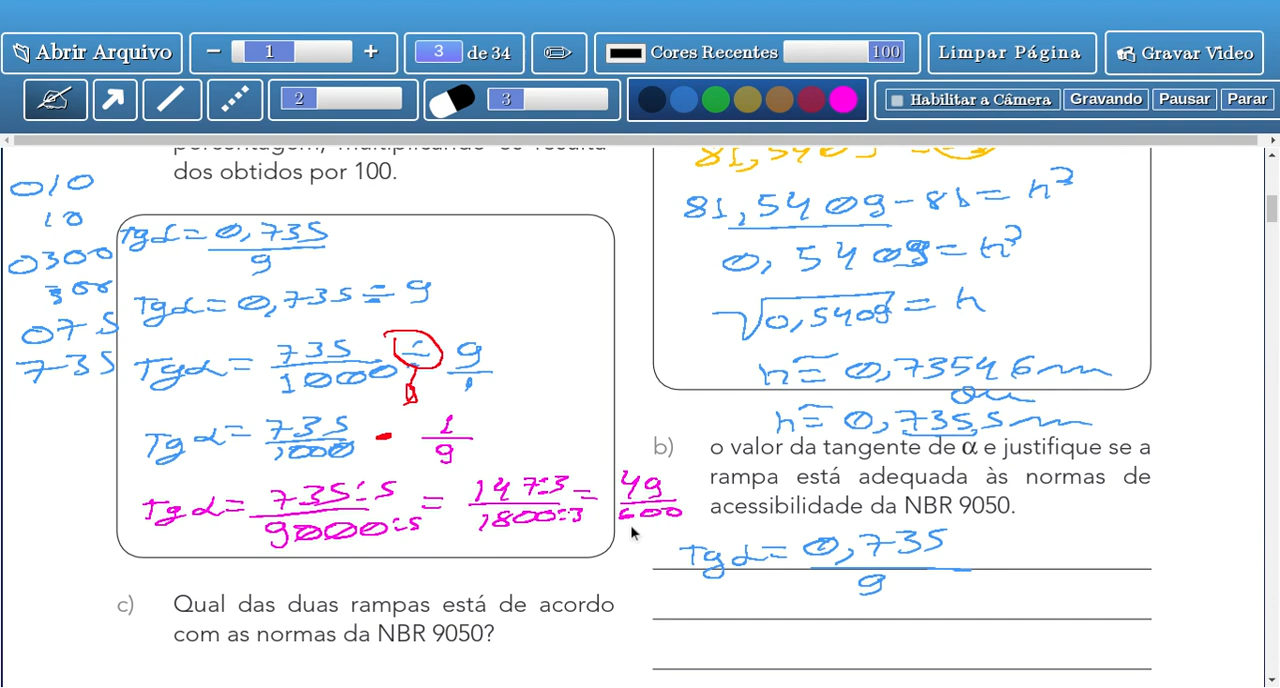 Abrir Arquivo
− 1 +
3 de 34
Cores Recentes 100
Limpar Página
Gravar Video
2
3
Habilitar a Câmera
Gravando
Pausar
Parar
dos obtidos por 100.
010
10
0300
300
075
735
Tgα = 0,735
9
Tgα = 0,735 ÷ 9
Tgα = 735/1000 ÷ 9/1
Tgα = 735/1000 · 1/9
Tgα = 735÷5/9000÷5 = 147÷3/1800÷3 = 49/600
c) Qual das duas rampas está de acordo
com as normas da NBR 9050?
81,5409 − 81 = h²
0,5409 = h²
√0,5409 = h
h ≅ 0,73546 m
ou
h ≅ 0,735,5 m
b) o valor da tangente de α e justifique se a
rampa está adequada às normas de
acessibilidade da NBR 9050.
Tgα = 0,735
9